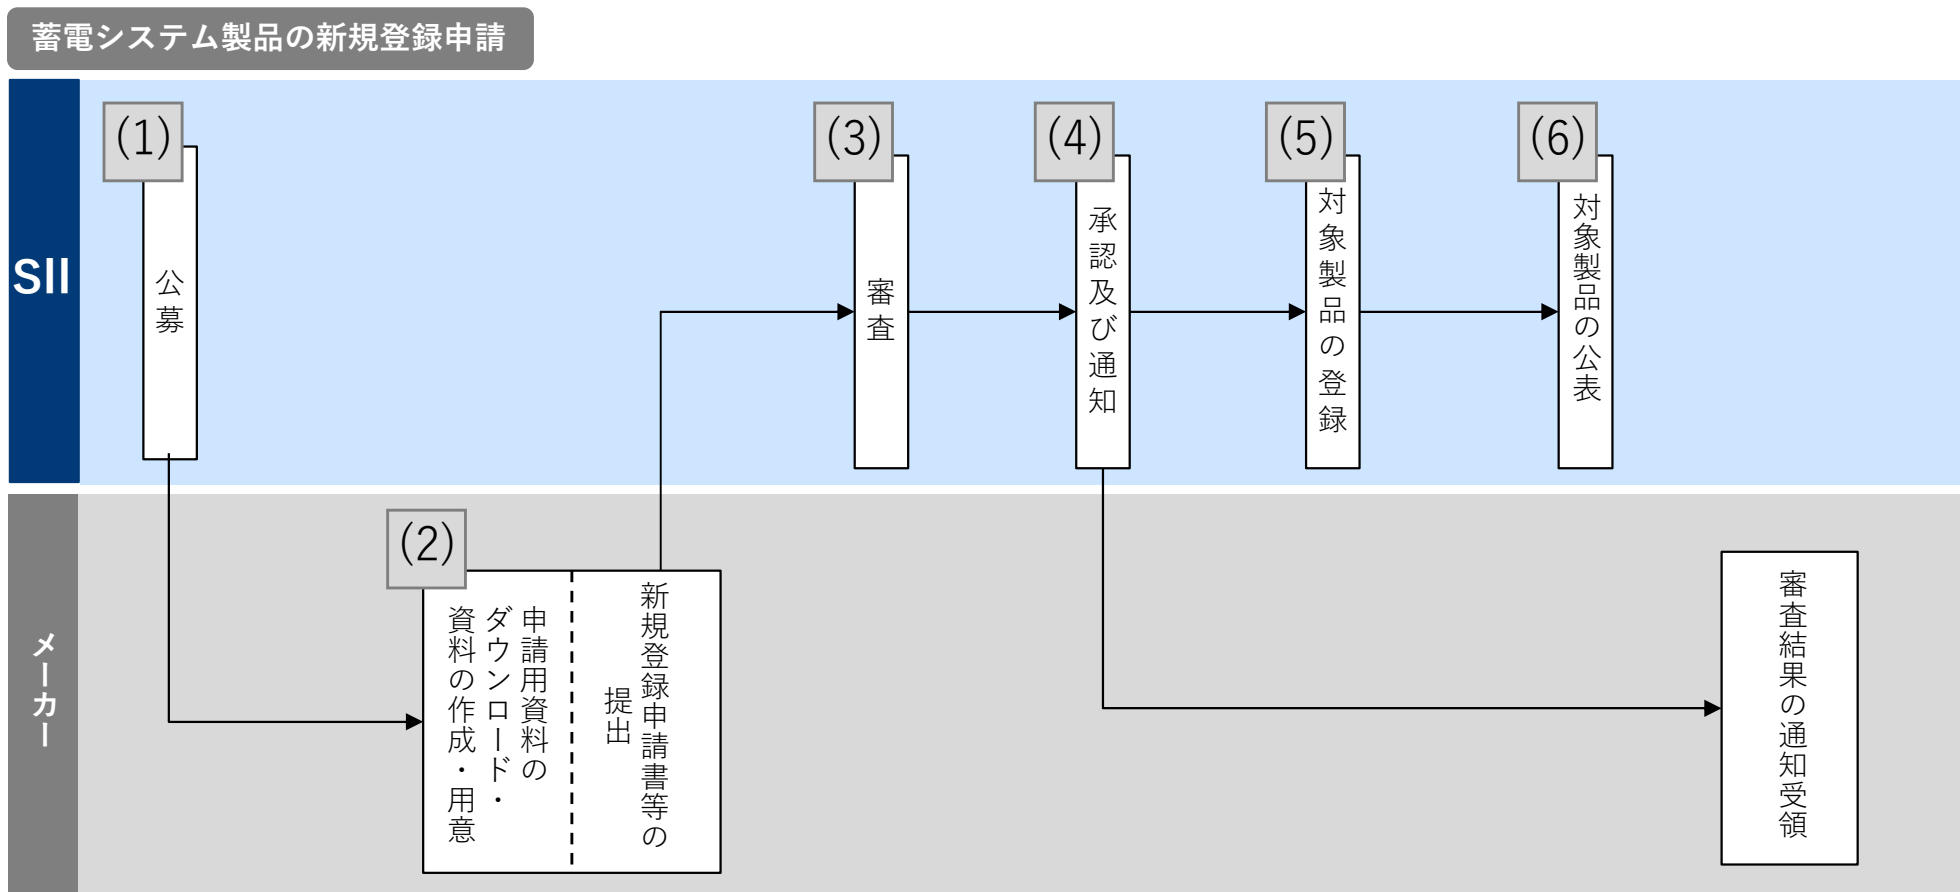 蓄電システム製品の新規登録申請
SII
(1)
公募
(3)
審査
(4)
承認及び通知
(5)
対象製品の登録
(6)
対象製品の公表
メーカー
(2)
申請用資料の
ダウンロード・
資料の作成・用意
新規登録申請書等の
提出
審査結果の通知受領